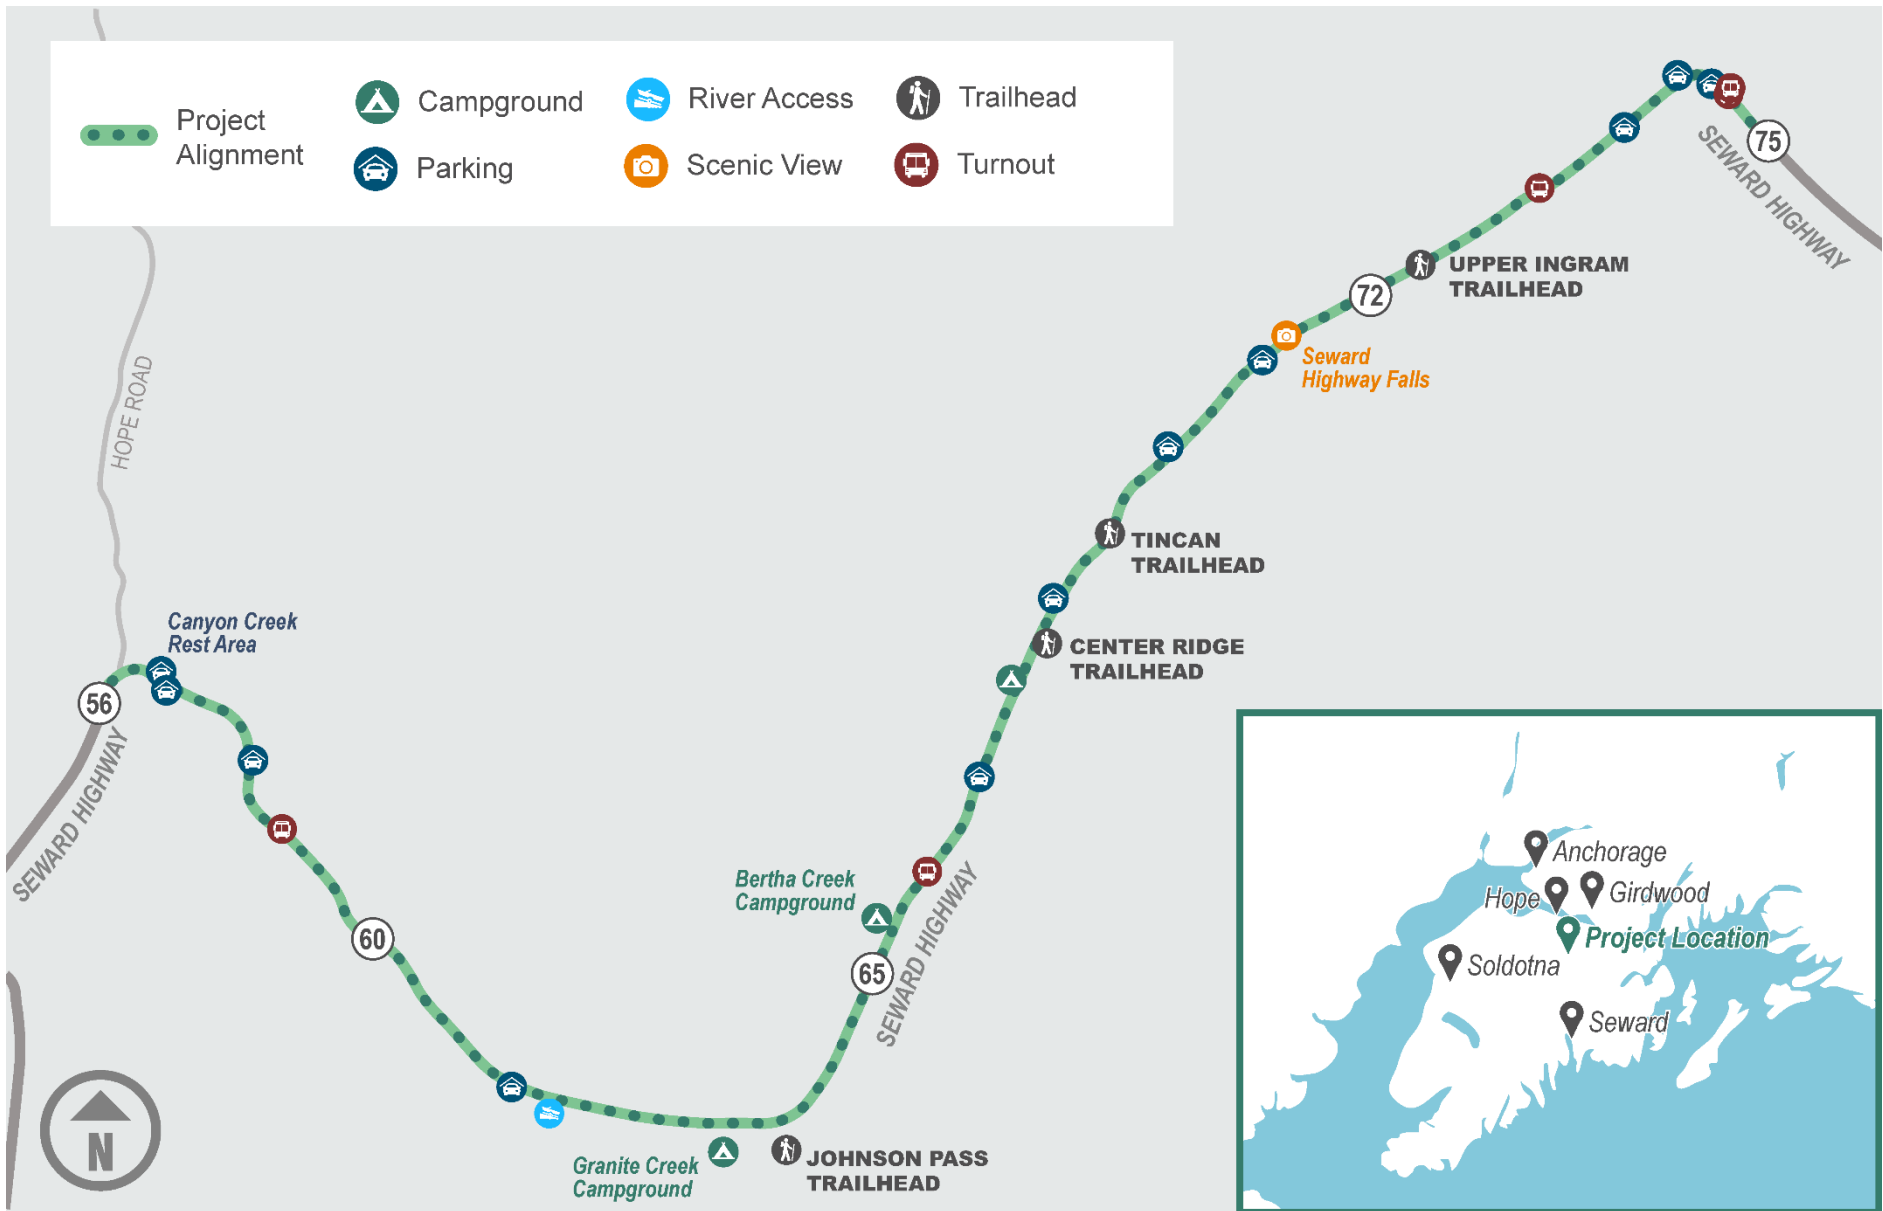 Project
Alignment
Campground
Parking
River Access
Scenic View
Trailhead
Turnout
SEWARD HIGHWAY
75
UPPER INGRAM
TRAILHEAD
72
Seward
Highway Falls
HOPE ROAD
TINCAN
TRAILHEAD
CENTER RIDGE
TRAILHEAD
Canyon Creek
Rest Area
56
SEWARD HIGHWAY
60
Bertha Creek
Campground
65
SEWARD HIGHWAY
Granite Creek
Campground
JOHNSON PASS
TRAILHEAD
N
Anchorage
Hope
Girdwood
Project Location
Soldotna
Seward